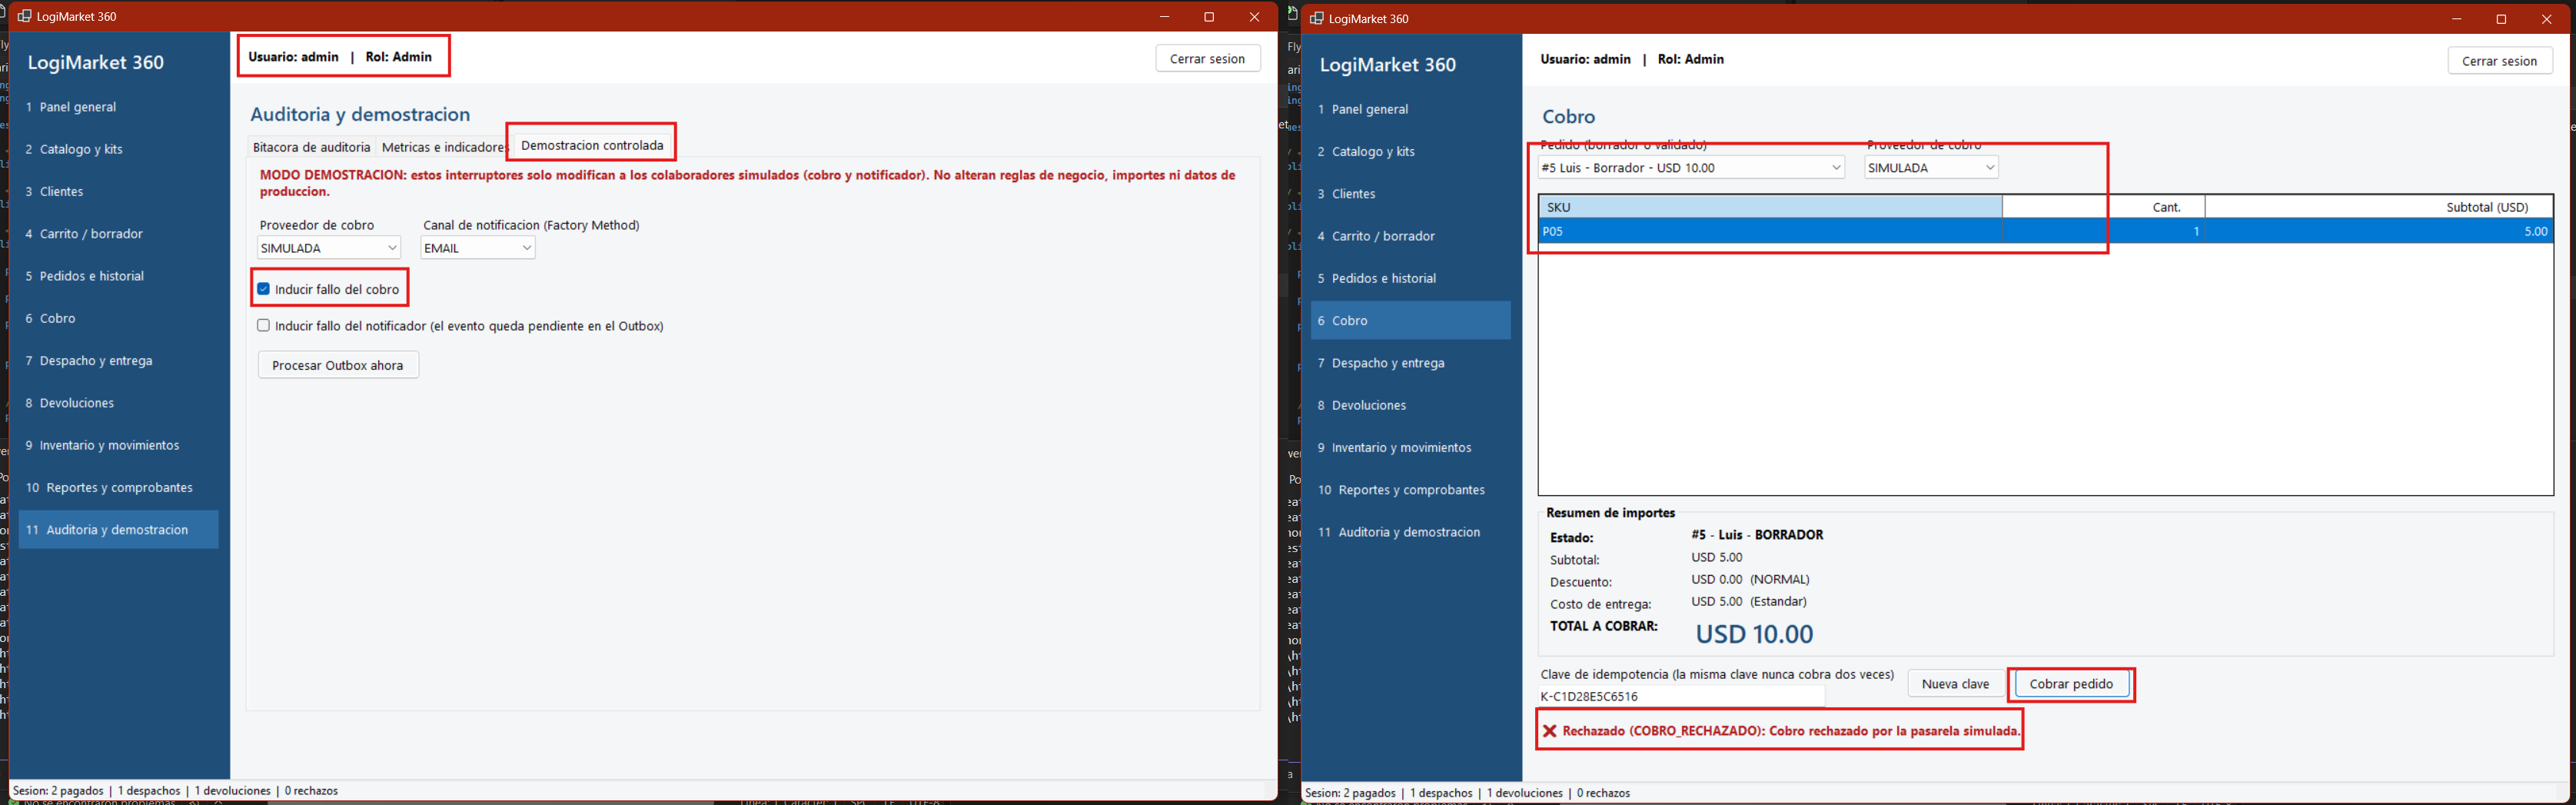 LogiMarket 360
LogiMarket 360
1 Panel general
2 Catalogo y kits
3 Clientes
4 Carrito / borrador
5 Pedidos e historial
6 Cobro
7 Despacho y entrega
8 Devoluciones
9 Inventario y movimientos
10 Reportes y comprobantes
11 Auditoria y demostracion
Usuario: admin | Rol: Admin
Cerrar sesion
Auditoria y demostracion
Bitacora de auditoria Metricas e indicadores Demostracion controlada
MODO DEMOSTRACION: estos interruptores solo modifican a los colaboradores simulados (cobro y notificador). No alteran reglas de negocio, importes ni datos de
produccion.
Proveedor de cobro Canal de notificacion (Factory Method)
SIMULADA EMAIL
Inducir fallo del cobro
Inducir fallo del notificador (el evento queda pendiente en el Outbox)
Procesar Outbox ahora
Sesion: 2 pagados | 1 despachos | 1 devoluciones | 0 rechazos
LogiMarket 360
LogiMarket 360
1 Panel general
2 Catalogo y kits
3 Clientes
4 Carrito / borrador
5 Pedidos e historial
6 Cobro
7 Despacho y entrega
8 Devoluciones
9 Inventario y movimientos
10 Reportes y comprobantes
11 Auditoria y demostracion
Usuario: admin | Rol: Admin
Cerrar sesion
Cobro
Pedido (borrador o validado) Proveedor de cobro
#5 Luis - Borrador - USD 10.00 SIMULADA
SKU Cant. Subtotal (USD)
P05 1 5.00
Resumen de importes
Estado: #5 - Luis - BORRADOR
Subtotal: USD 5.00
Descuento: USD 0.00 (NORMAL)
Costo de entrega: USD 5.00 (Estandar)
TOTAL A COBRAR: USD 10.00
Clave de idempotencia (la misma clave nunca cobra dos veces)
K-C1D28E5C6516
Nueva clave Cobrar pedido
Rechazado (COBRO_RECHAZADO): Cobro rechazado por la pasarela simulada.
Sesion: 2 pagados | 1 despachos | 1 devoluciones | 0 rechazos